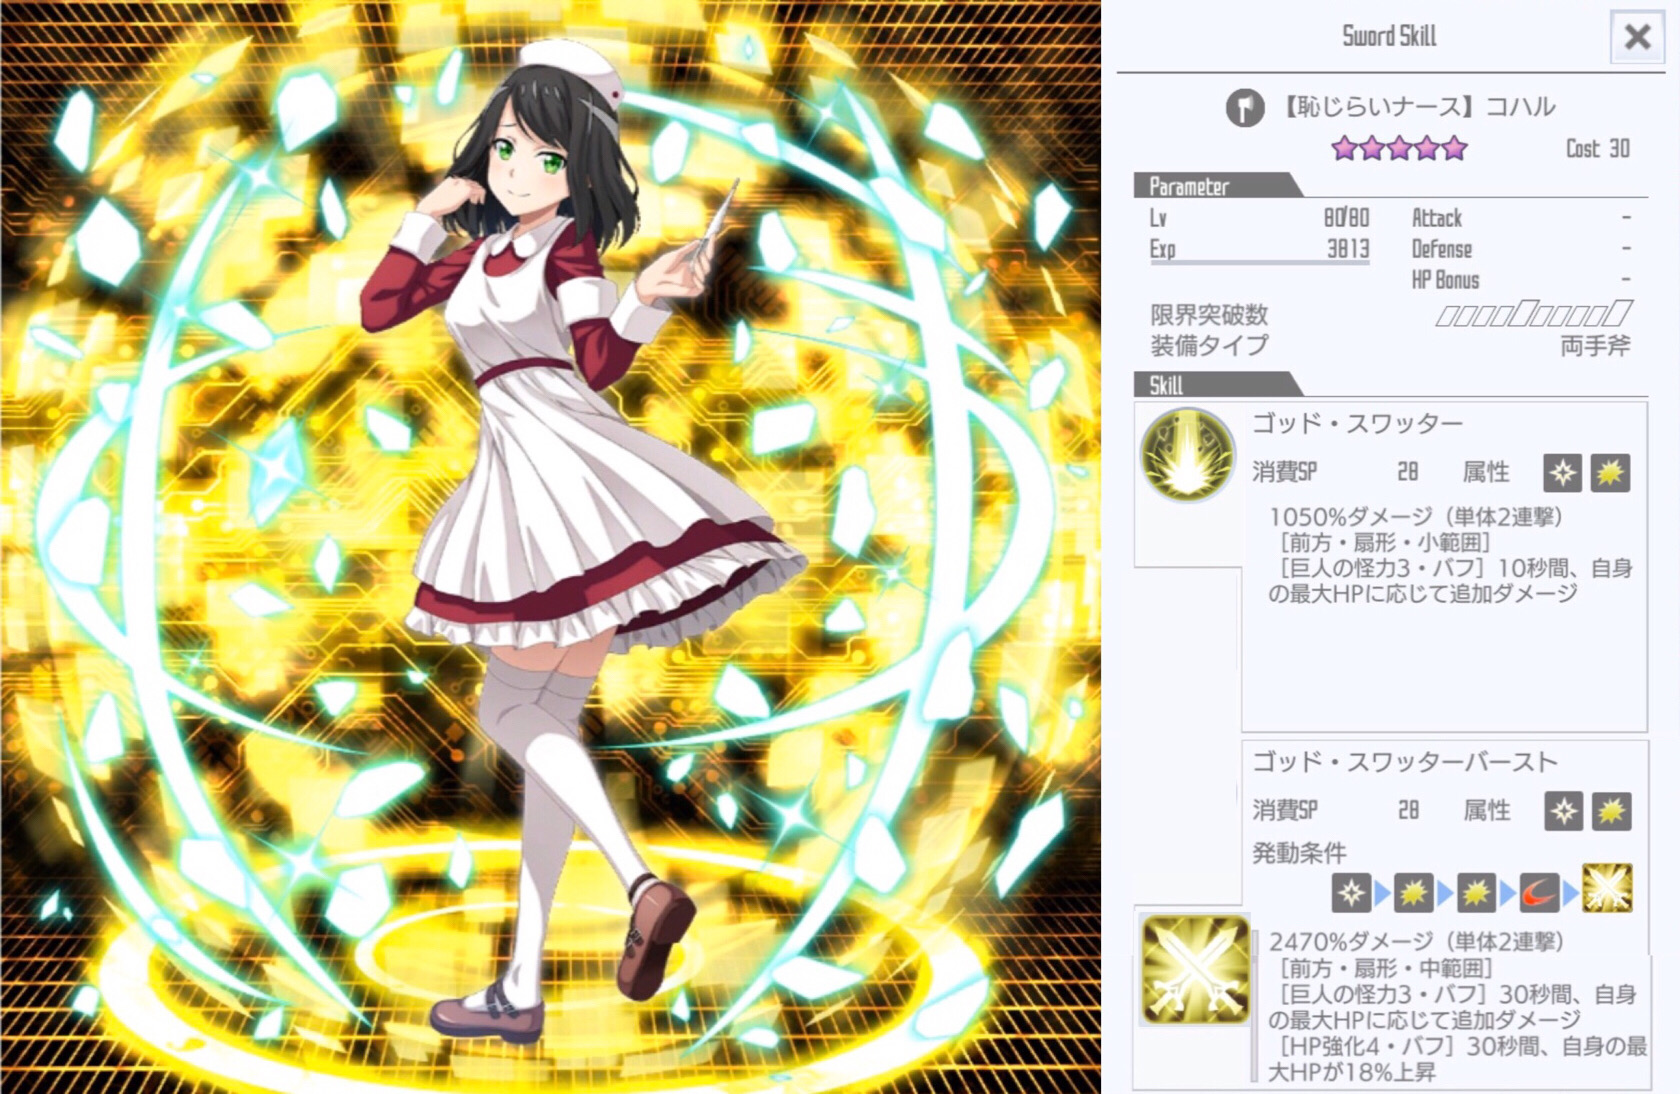 Sword Skill
【恥じらいナース】コハル
Cost 30
Parameter
Lv 80/80 Attack -
Exp 3813 Defense -
HP Bonus -
限界突破数
装備タイプ 両手斧
Skill
ゴッド・スワッター
消費SP 28 属性
1050%ダメージ（単体2連撃）
［前方・扇形・小範囲］
［巨人の怪力3・バフ］10秒間、自身
の最大HPに応じて追加ダメージ
ゴッド・スワッターバースト
消費SP 28 属性
発動条件
2470%ダメージ（単体2連撃）
［前方・扇形・中範囲］
［巨人の怪力3・バフ］30秒間、自身
の最大HPに応じて追加ダメージ
［HP強化4・バフ］30秒間、自身の最
大HPが18%上昇